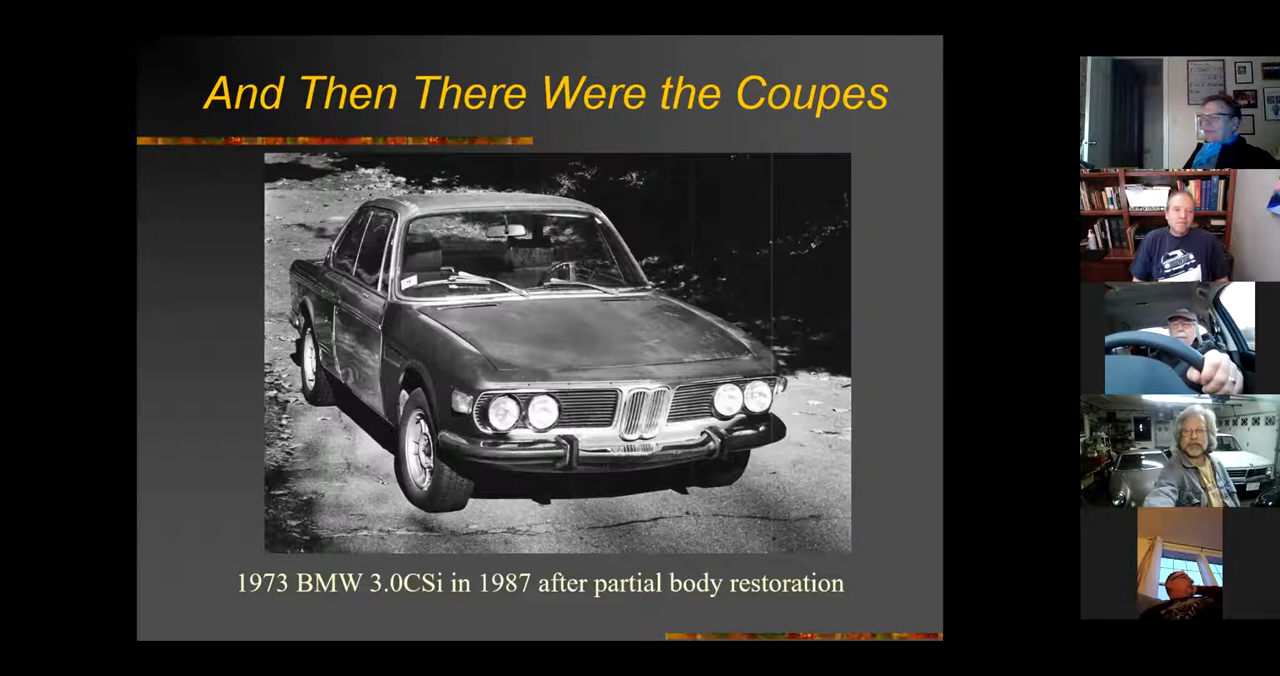 And Then There Were the Coupes
1973 BMW 3.0CSi in 1987 after partial body restoration